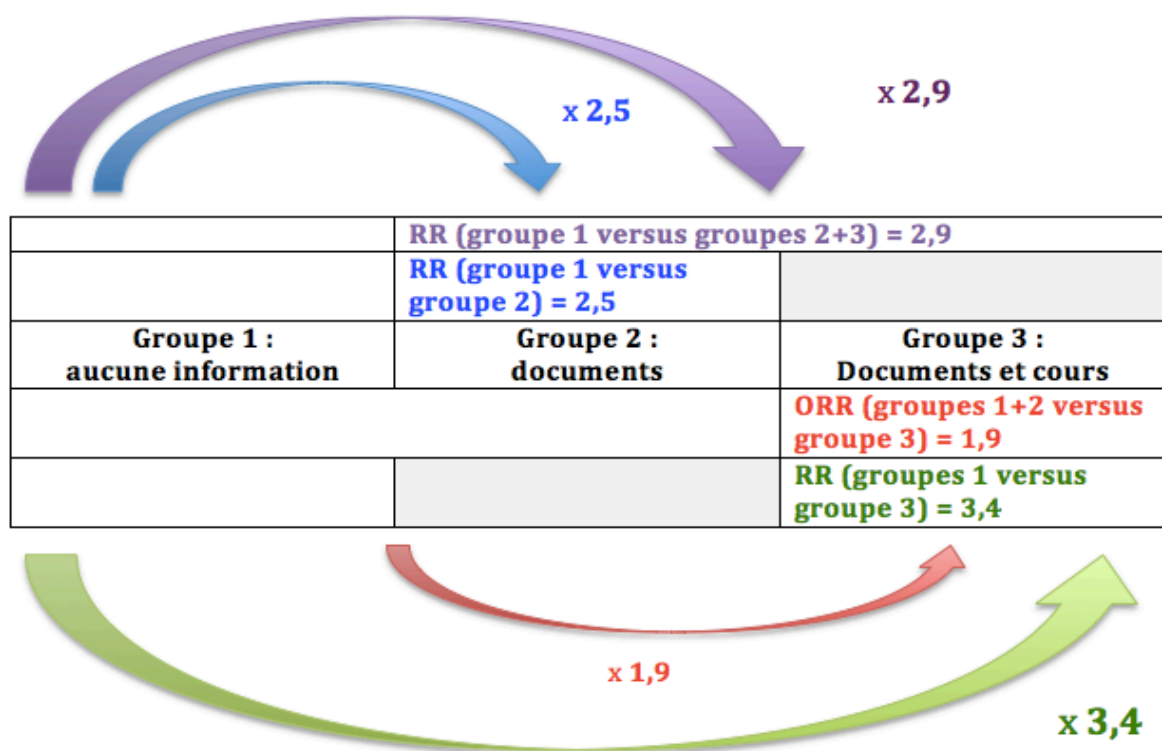 x 2,9
x 2,5
RR (groupe 1 versus groupes 2+3) = 2,9
RR (groupe 1 versus
groupe 2) = 2,5
Groupe 1 :
aucune information
Groupe 2 :
documents
Groupe 3 :
Documents et cours
ORR (groupes 1+2 versus
groupe 3) = 1,9
RR (groupes 1 versus
groupe 3) = 3,4
x 1,9
x 3,4